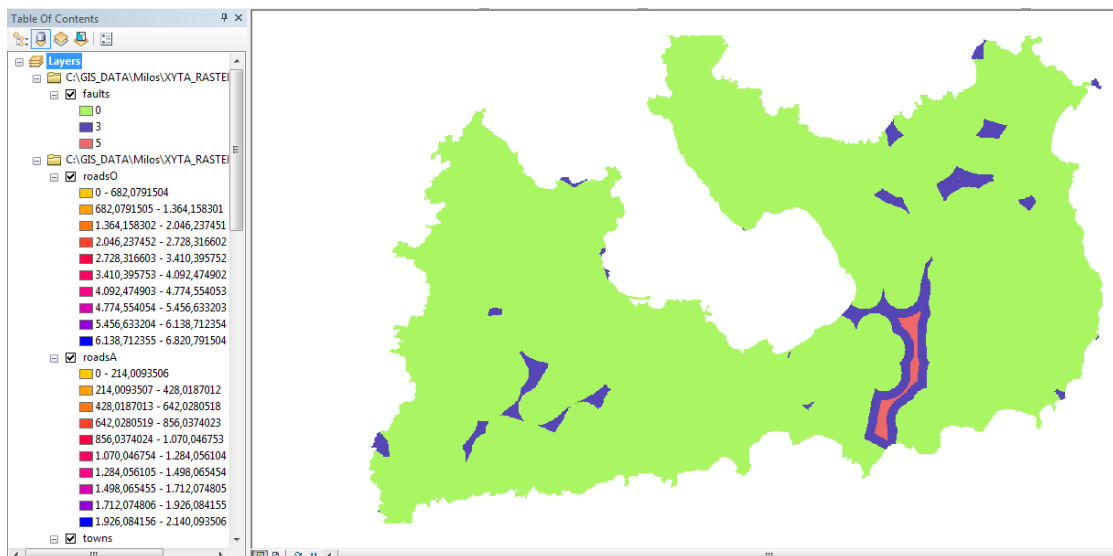 Table Of Contents
Layers
C:\GIS_DATA\Milos\XYTA_RASTEI
faults
0
3
5
C:\GIS_DATA\Milos\XYTA_RASTEI
roadsO
0 - 682,0791504
682,0791505 - 1.364,158301
1.364,158302 - 2.046,237451
2.046,237452 - 2.728,316602
2.728,316603 - 3.410,395752
3.410,395753 - 4.092,474902
4.092,474903 - 4.774,554053
4.774,554054 - 5.456,633203
5.456,633204 - 6.138,712354
6.138,712355 - 6.820,791504
roadsA
0 - 214,0093506
214,0093507 - 428,0187012
428,0187013 - 642,0280518
642,0280519 - 856,0374023
856,0374024 - 1.070,046753
1.070,046754 - 1.284,056104
1.284,056105 - 1.498,065454
1.498,065455 - 1.712,074805
1.712,074806 - 1.926,084155
1.926,084156 - 2.140,093506
towns